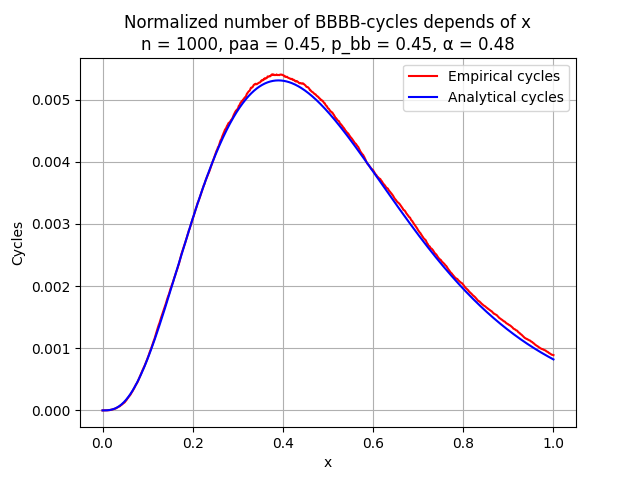 Normalized number of BBBB-cycles depends of x
n = 1000, paa = 0.45, p_bb = 0.45, α = 0.48
Empirical cycles
Analytical cycles
0.005
0.004
0.003
0.002
0.001
0.000
Cycles
0.0 0.2 0.4 0.6 0.8 1.0
x